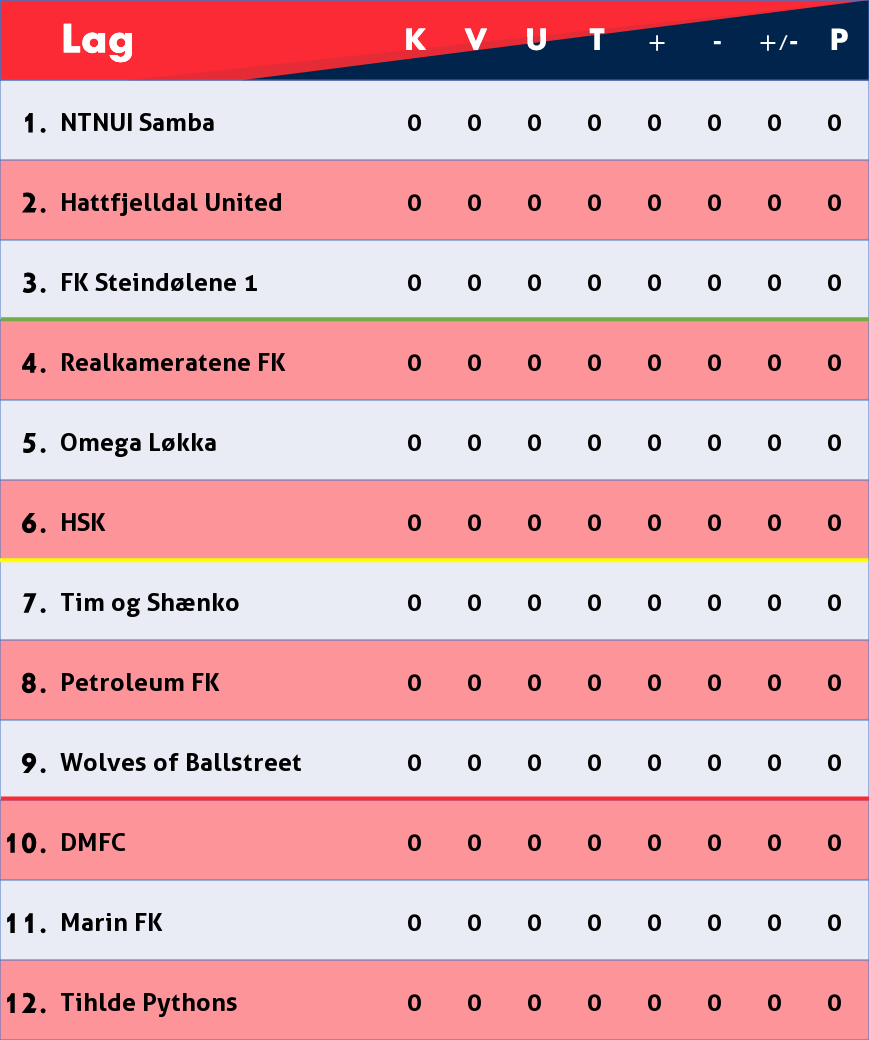 Lag K V U T + - +/- P
1. NTNUI Samba 0 0 0 0 0 0 0 0
2. Hattfjelldal United 0 0 0 0 0 0 0 0
3. FK Steindølene 1 0 0 0 0 0 0 0 0
4. Realkameratene FK 0 0 0 0 0 0 0 0
5. Omega Løkka 0 0 0 0 0 0 0 0
6. HSK 0 0 0 0 0 0 0 0
7. Tim og Shænko 0 0 0 0 0 0 0 0
8. Petroleum FK 0 0 0 0 0 0 0 0
9. Wolves of Ballstreet 0 0 0 0 0 0 0 0
10. DMFC 0 0 0 0 0 0 0 0
11. Marin FK 0 0 0 0 0 0 0 0
12. Tihlde Pythons 0 0 0 0 0 0 0 0